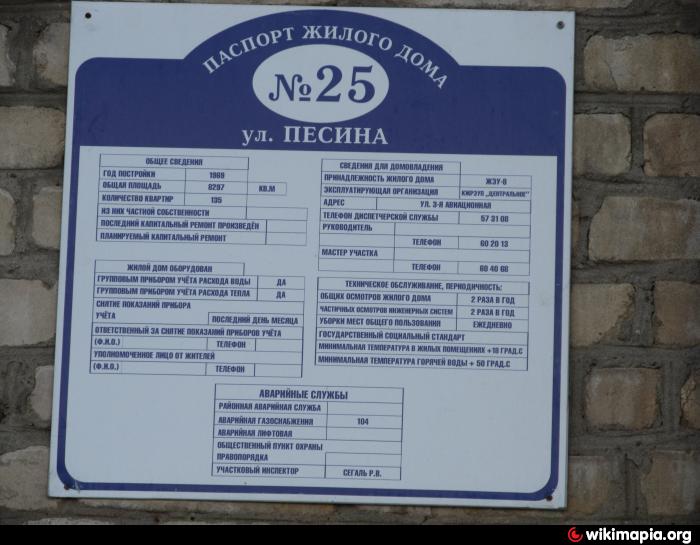 ПАСПОРТ ЖИЛОГО ДОМА
№25
ул. ПЕСИНА
ОБЩЕЕ СВЕДЕНИЯ
ГОД ПОСТРОЙКИ 1969
ОБЩАЯ ПЛОЩАДЬ 8297 КВ.М
КОЛИЧЕСТВО КВАРТИР 135
ИЗ НИХ ЧАСТНОЙ СОБСТВЕННОСТИ
ПОСЛЕДНИЙ КАПИТАЛЬНЫЙ РЕМОНТ ПРОИЗВЕДЁН
ПЛАНИРУЕМЫЙ КАПИТАЛЬНЫЙ РЕМОНТ
СВЕДЕНИЯ ДЛЯ ДОМОВЛАДЕНИЯ
ПРИНАДЛЕЖНОСТЬ ЖИЛОГО ДОМА ЖЭУ-8
ЭКСПЛУАТИРУЮЩАЯ ОРГАНИЗАЦИЯ КЖРЭУП „ЦЕНТРАЛЬНОЕ"
АДРЕС УЛ. 3-Я АВИАЦИОННАЯ
ТЕЛЕФОН ДИСПЕТЧЕРСКОЙ СЛУЖБЫ 57 31 08
РУКОВОДИТЕЛЬ
ТЕЛЕФОН 60 20 13
МАСТЕР УЧАСТКА
ТЕЛЕФОН 60 40 66
ЖИЛОЙ ДОМ ОБОРУДОВАН
ГРУППОВЫМ ПРИБОРОМ УЧЁТА РАСХОДА ВОДЫ ДА
ГРУППОВЫМ ПРИБОРОМ УЧЁТА РАСХОДА ТЕПЛА ДА
СНЯТИЕ ПОКАЗАНИЙ ПРИБОРА
УЧЁТА ПОСЛЕДНИЙ ДЕНЬ МЕСЯЦА
ОТВЕТСТВЕННЫЙ ЗА СНЯТИЕ ПОКАЗАНИЙ ПРИБОРОВ УЧЁТА
(Ф.И.О.) ТЕЛЕФОН
УПОЛНОМОЧЕННОЕ ЛИЦО ОТ ЖИТЕЛЕЙ
(Ф.И.О.) ТЕЛЕФОН
ТЕХНИЧЕСКОЕ ОБСЛУЖИВАНИЕ, ПЕРИОДИЧНОСТЬ:
ОБЩИХ ОСМОТРОВ ЖИЛОГО ДОМА 2 РАЗА В ГОД
ЧАСТИЧНЫХ ОСМОТРОВ ИНЖЕНЕРНЫХ СИСТЕМ 2 РАЗА В ГОД
УБОРКИ МЕСТ ОБЩЕГО ПОЛЬЗОВАНИЯ ЕЖЕДНЕВНО
ГОСУДАРСТВЕННЫЙ СОЦИАЛЬНЫЙ СТАНДАРТ
МИНИМАЛЬНАЯ ТЕМПЕРАТУРА В ЖИЛЫХ ПОМЕЩЕНИЯХ +18 ГРАД.С
МИНИМАЛЬНАЯ ТЕМПЕРАТУРА ГОРЯЧЕЙ ВОДЫ + 50 ГРАД.С
АВАРИЙНЫЕ СЛУЖБЫ
РАЙОННАЯ АВАРИЙНАЯ СЛУЖБА
АВАРИЙНАЯ ГАЗОСНАБЖЕНИЯ 104
АВАРИЙНАЯ ЛИФТОВАЯ
ОБЩЕСТВЕННЫЙ ПУНКТ ОХРАНЫ
ПРАВОПОРЯДКА
УЧАСТКОВЫЙ ИНСПЕКТОР СЕГАЛЬ Р.В.
wikimapia.org